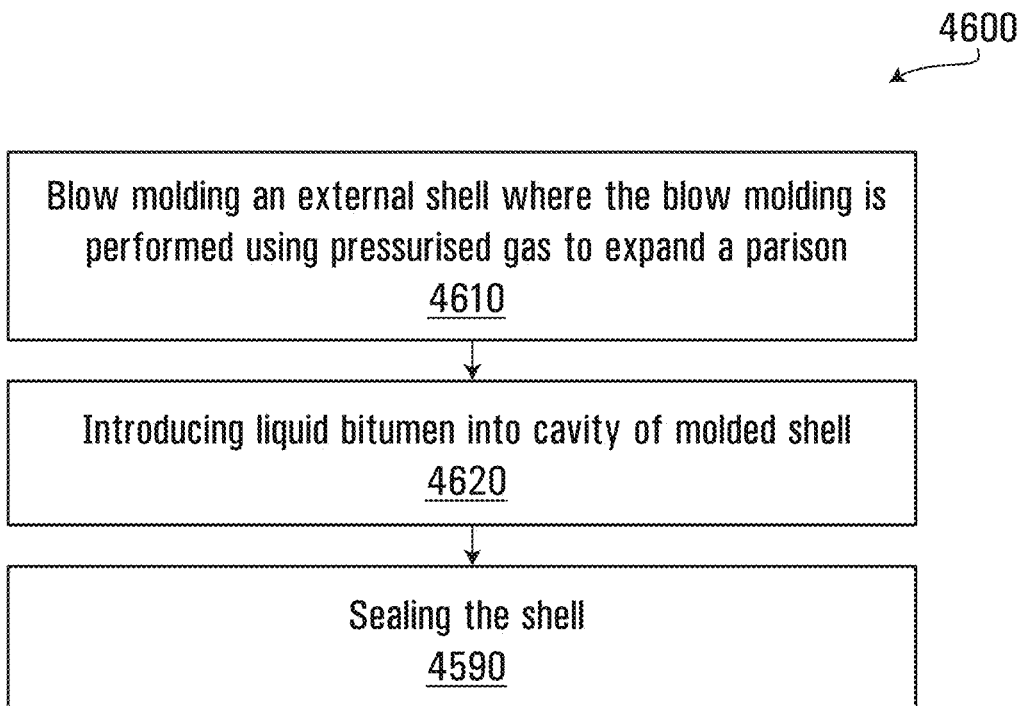 4600
Blow molding an external shell where the blow molding is
performed using pressurised gas to expand a parison
4610
Introducing liquid bitumen into cavity of molded shell
4620
Sealing the shell
4590